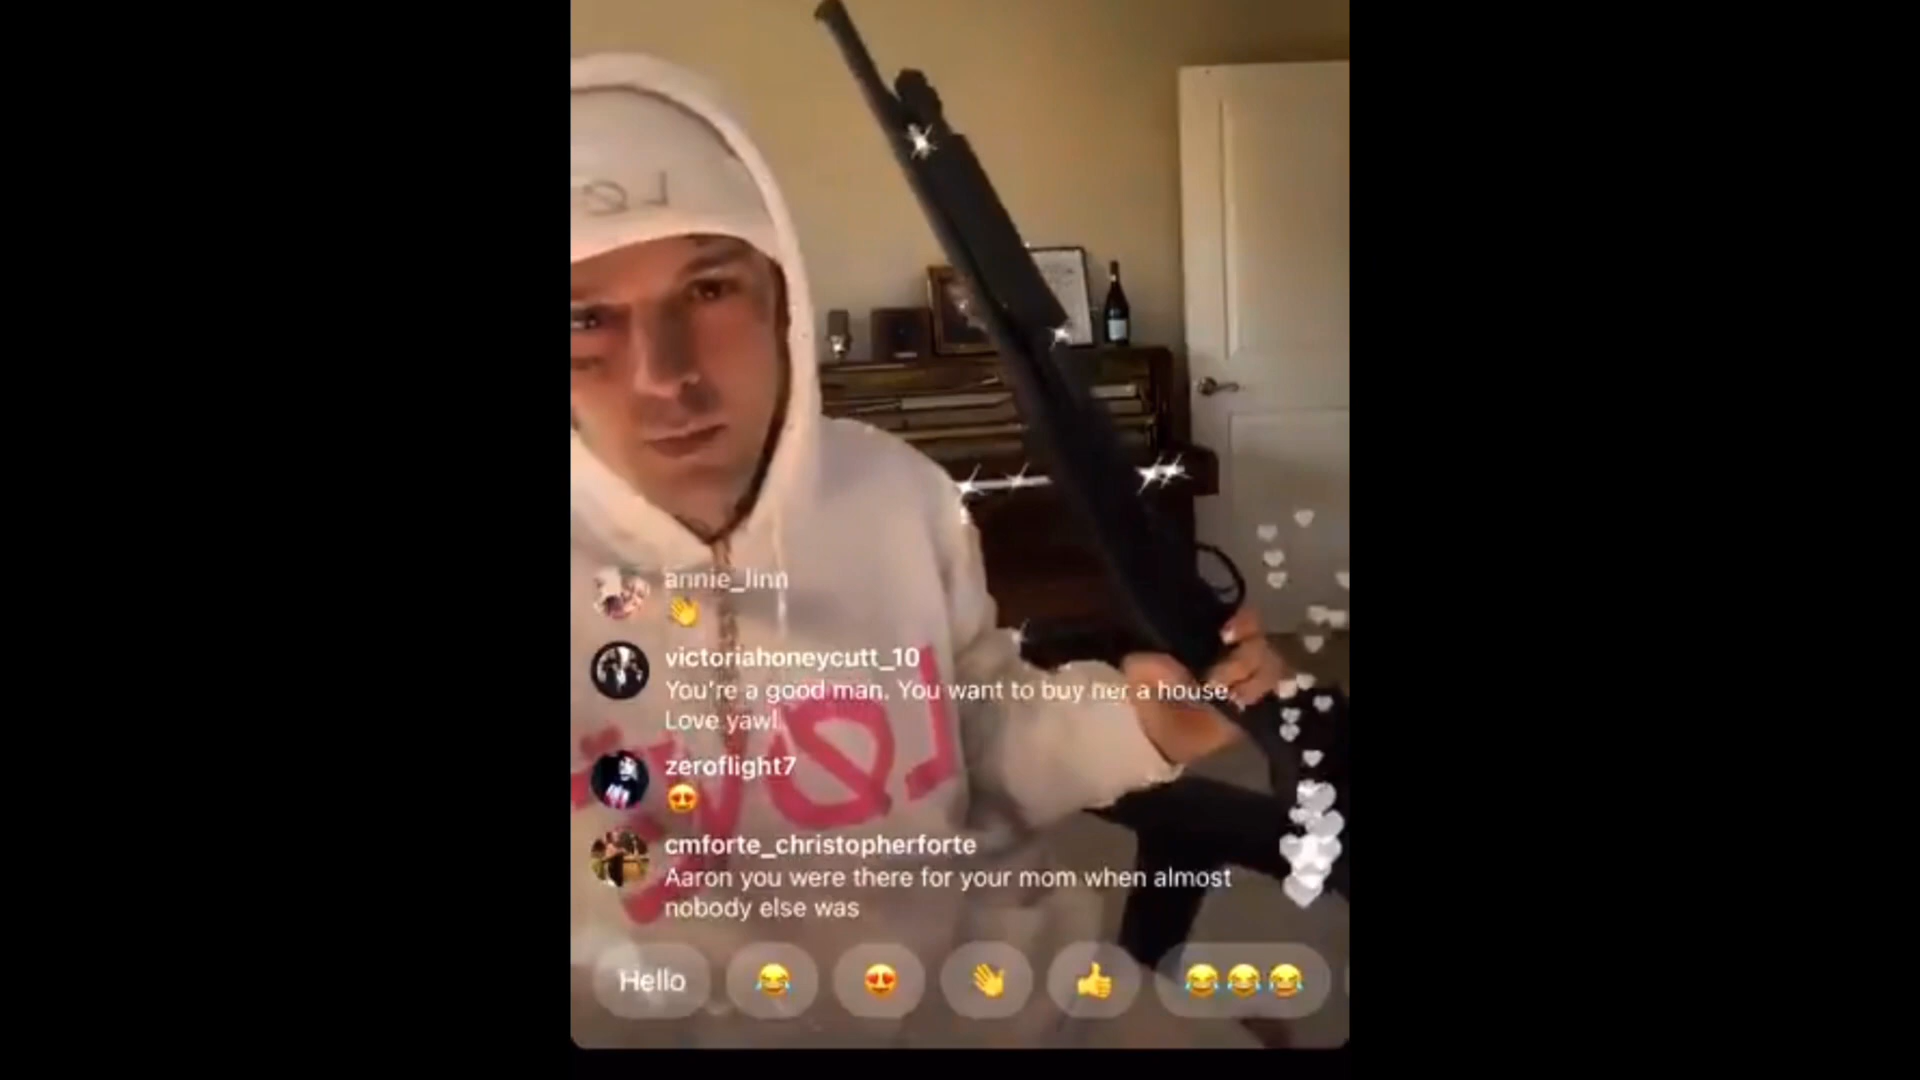 LØ
annie_linn
👋
victoriahoneycutt_10
You're a good man. You want to buy her a house.
Love yawl
zeroflight7
😍
cmforte_christopherforte
Aaron you were there for your mom when almost
nobody else was
Hello 😂 😍 👋 👍 😂😂😂